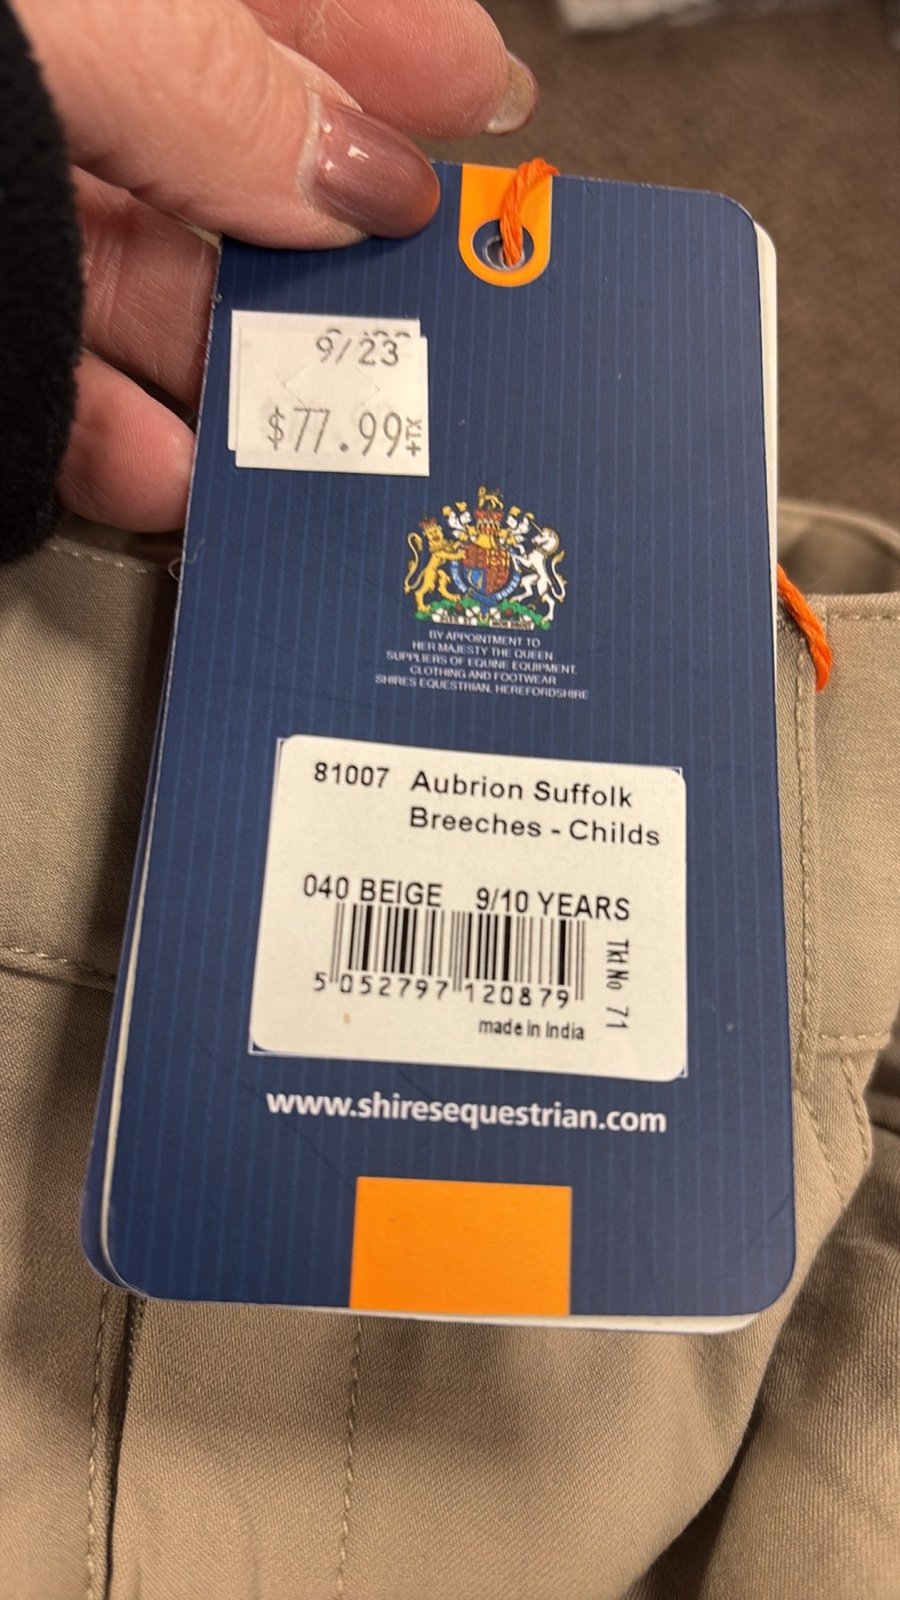 9/23
$77.99+TX
BY APPOINTMENT TO
HER MAJESTY THE QUEEN
SUPPLIERS OF EQUINE EQUIPMENT,
CLOTHING AND FOOTWEAR
SHIRES EQUESTRIAN, HEREFORDSHIRE
81007 Aubrion Suffolk
Breeches - Childs
040 BEIGE 9/10 YEARS
5 052797 120879
Tkt No 71
made in India
www.shiresequestrian.com